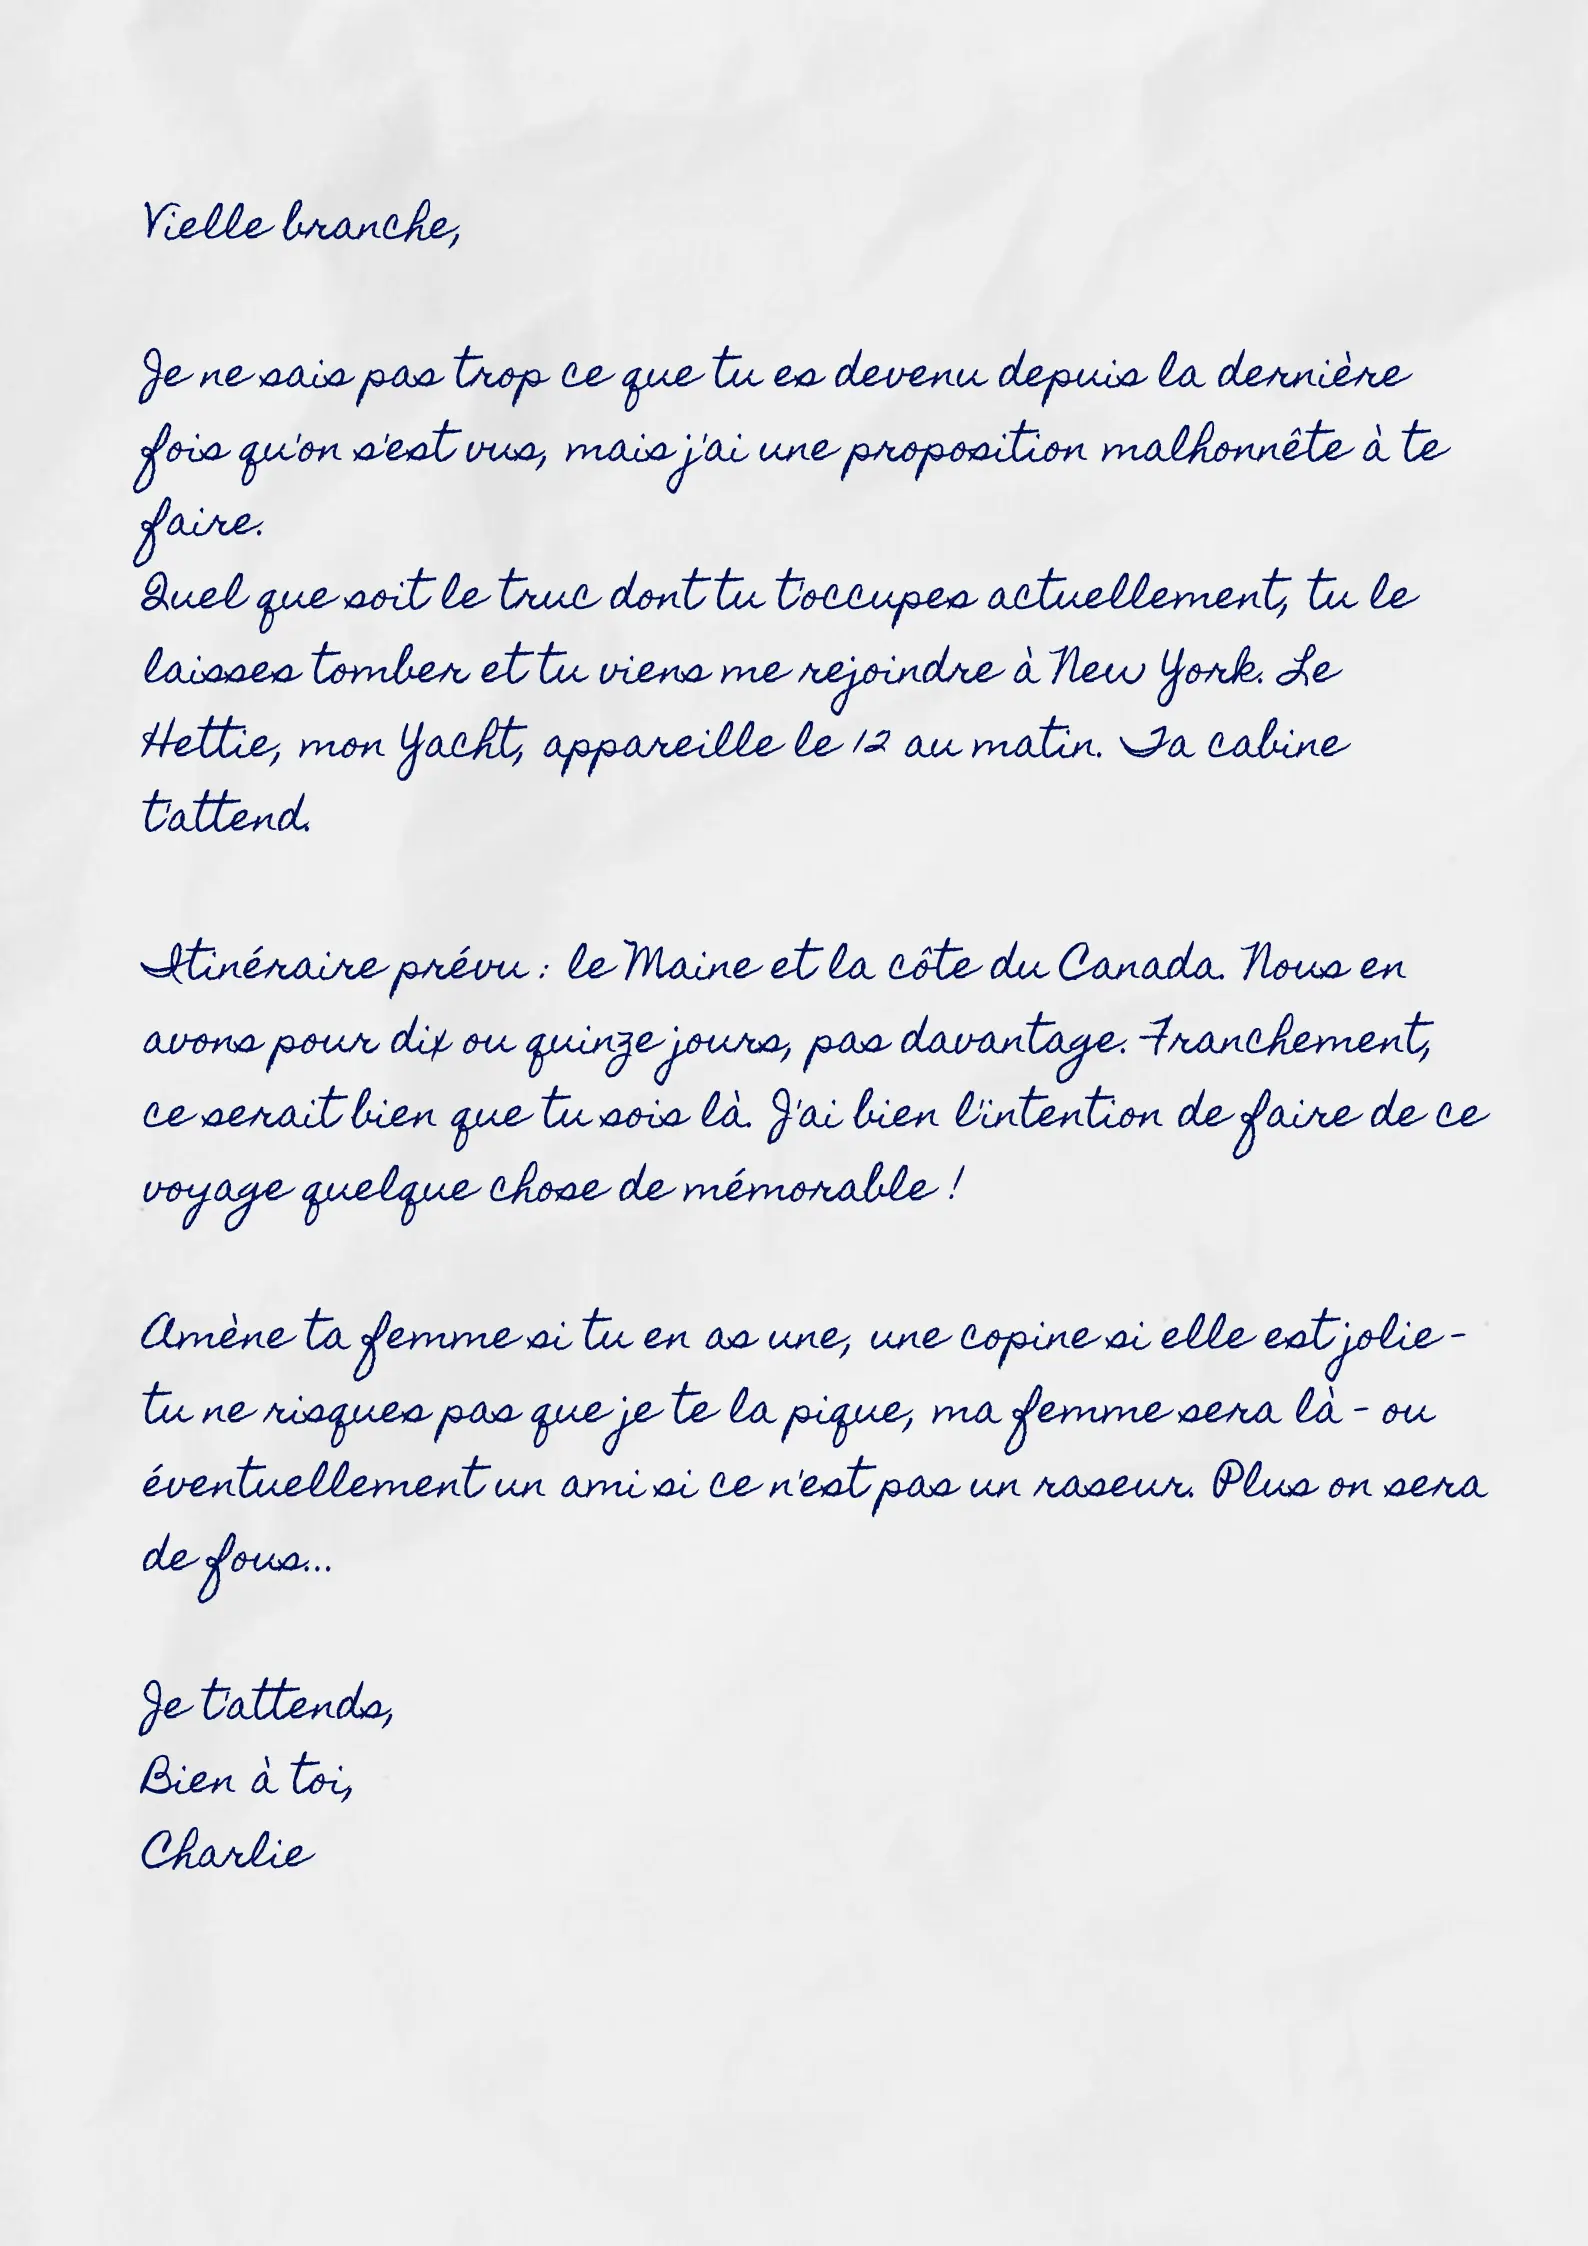 Vielle branche,
Je ne sais pas trop ce que tu es devenu depuis la dernière
fois qu'on s'est vus, mais j'ai une proposition malhonnête à te
faire.
Quel que soit le truc dont tu t'occupes actuellement, tu le
laisses tomber et tu viens me rejoindre à New York. Le
Hettie, mon Yacht, appareille le 12 au matin. Ta cabine
t'attend.
Itinéraire prévu : le Maine et la côte du Canada. Nous en
avons pour dix ou quinze jours, pas davantage. Franchement,
ce serait bien que tu sois là. J'ai bien l'intention de faire de ce
voyage quelque chose de mémorable !
Amène ta femme si tu en as une, une copine si elle est jolie -
tu ne risques pas que je te la pique, ma femme sera là - ou
éventuellement un ami si ce n'est pas un raseur. Plus on sera
de fous...
Je t'attends,
Bien à toi,
Charlie